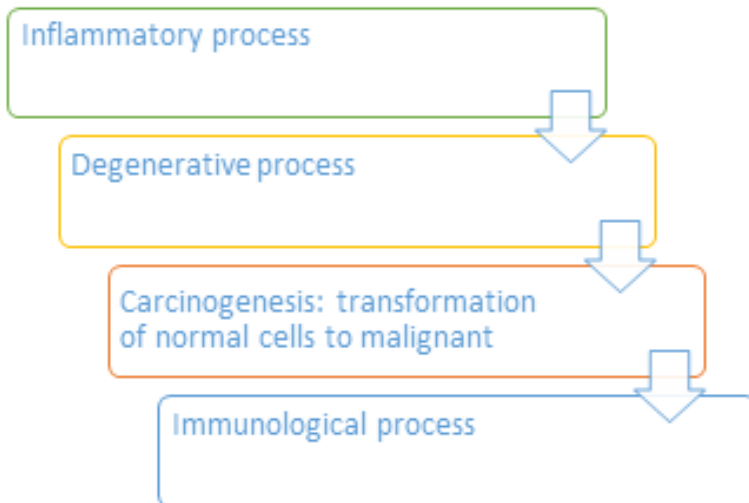 Inflammatory process
Degenerative process
Carcinogenesis: transformation
of normal cells to malignant
Immunological process